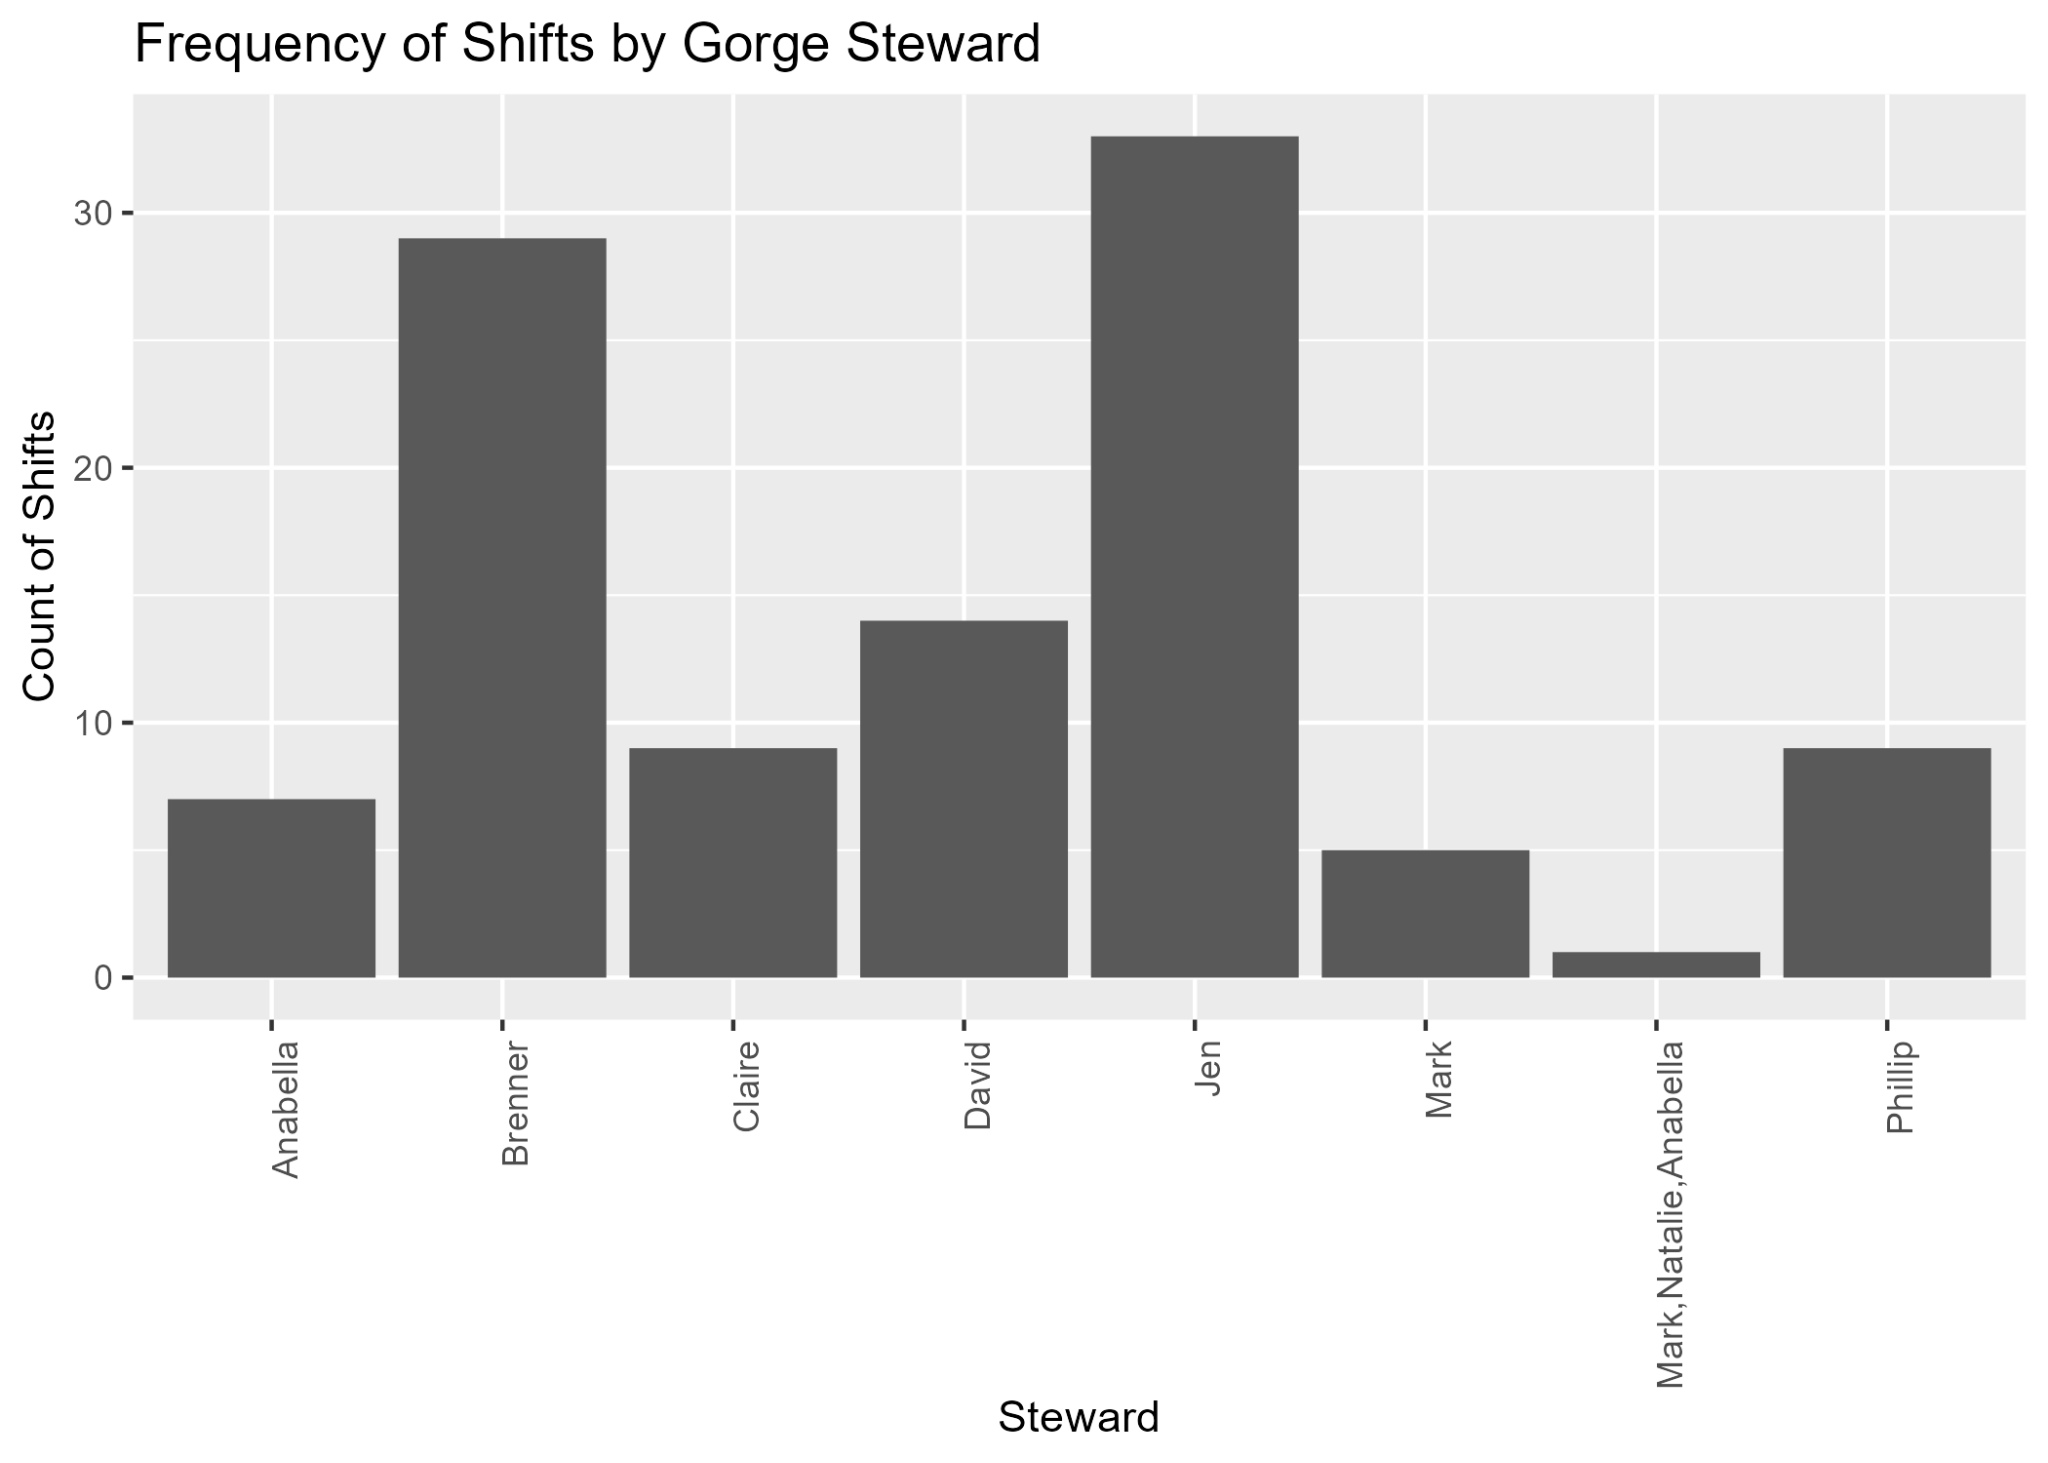 Frequency of Shifts by Gorge Steward
Count of Shifts
30
20
10
0
Anabella
Brenner
Claire
David
Jen
Mark
Mark,Natalie,Anabella
Phillip
Steward